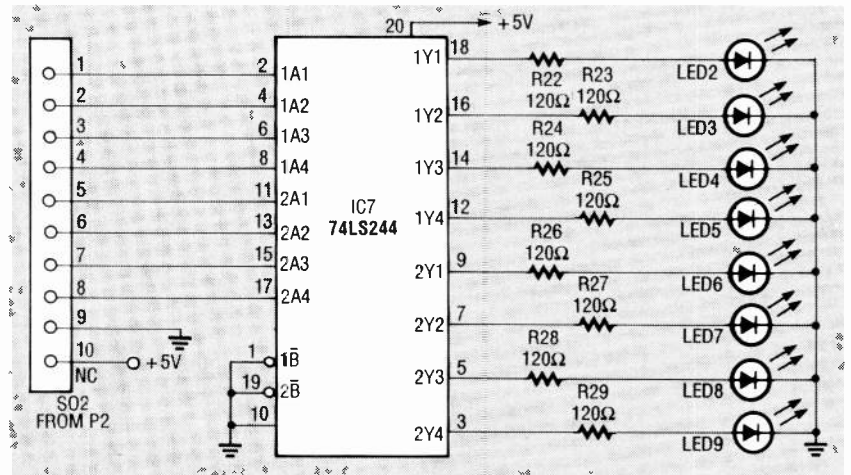 20 +5V
1 2 1A1 1Y1 18 R22 120Ω LED2
2 4 1A2 1Y2 16 R23 120Ω LED3
3 6 1A3 1Y3 14 R24 120Ω LED4
4 8 1A4 1Y4 12 R25 120Ω LED5
5 11 2A1 2Y1 9 R26 120Ω LED6
6 13 2A2 2Y2 7 R27 120Ω LED7
7 15 2A3 2Y3 5 R28 120Ω LED8
8 17 2A4 2Y4 3 R29 120Ω LED9
IC7
74LS244
9
10 +5V
NC
1 1B̅
19 2B̅
10
SO2
FROM P2